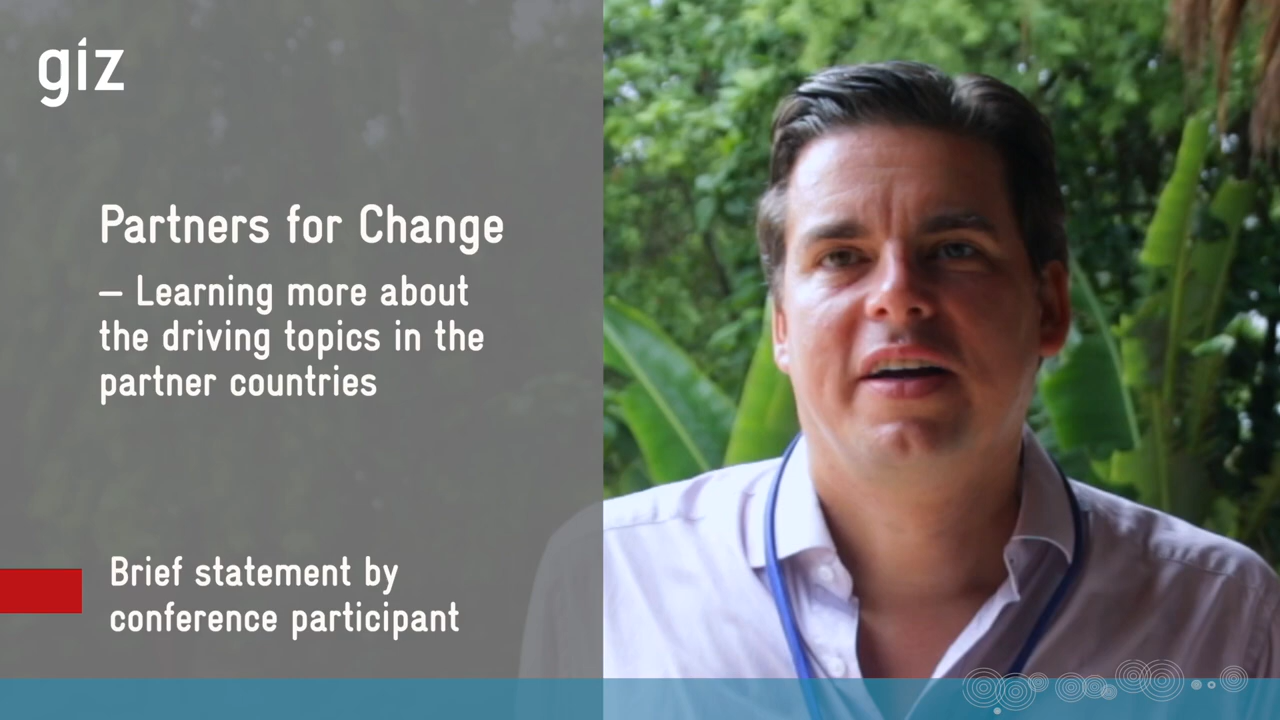 giz
Partners for Change
– Learning more about
the driving topics in the
partner countries
Brief statement by
conference participant